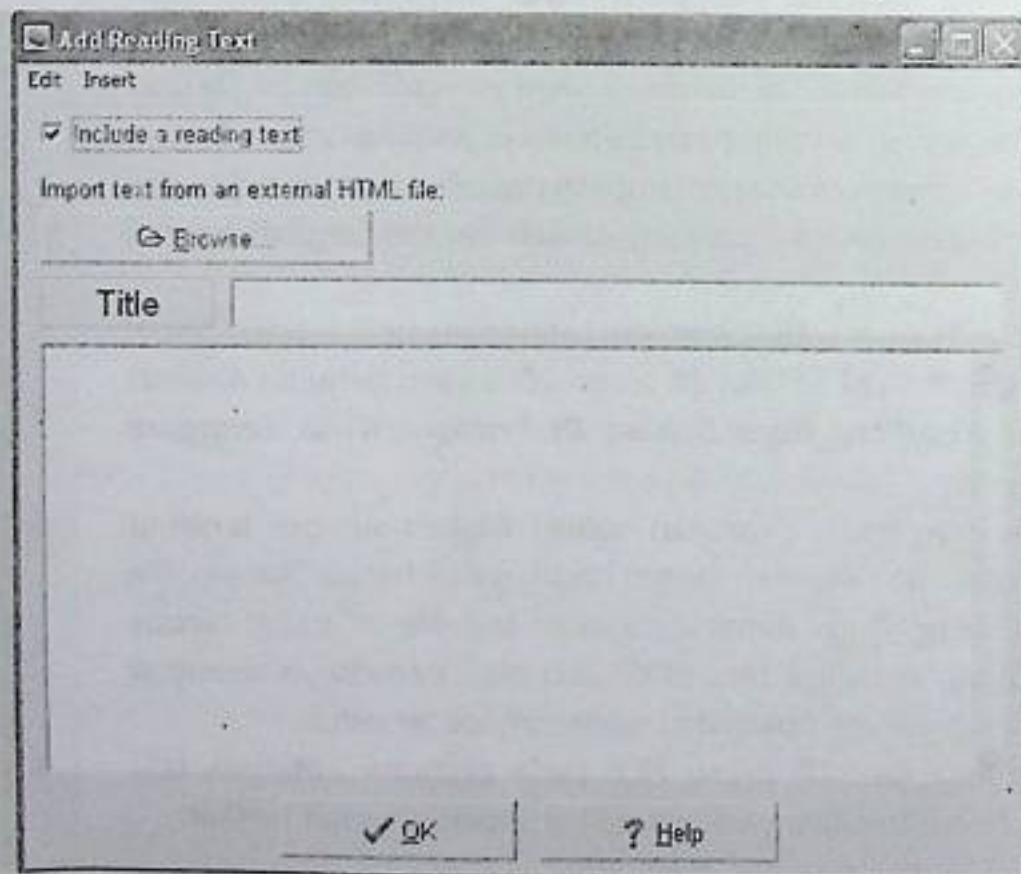 Add Reading Text
Edit Insert
Include a reading text
Import text from an external HTML file.
Browse...
Title
OK
? Help